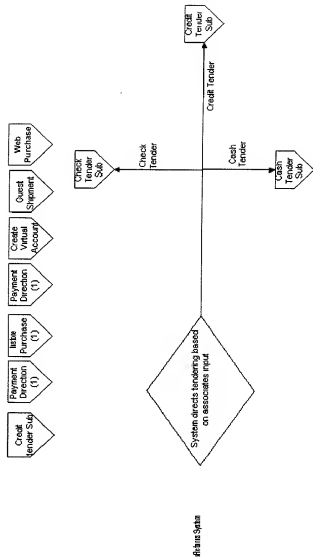 Credit
tender Sub
Payment
Direction
(1)
Initiate
Purchase
(1)
Payment
Direction
(1)
Create
Virtual
Account
Guest
Shipment
Web
Purchase
System directs tendering based
on associates input
Check
Tender
Check
Tender
Sub
Credit Tender
Credit
Tender
Sub
Cash
Tender
Cash
Tender
Sub
System